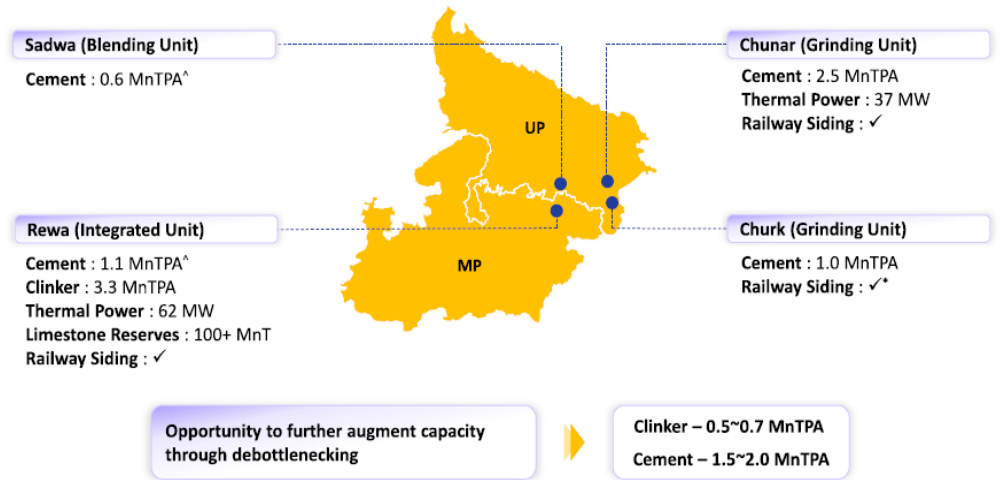 Sadwa (Blending Unit)
Cement : 0.6 MnTPA^
Chunar (Grinding Unit)
Cement : 2.5 MnTPA
Thermal Power : 37 MW
Railway Siding : ✓
UP
MP
Rewa (Integrated Unit)
Cement : 1.1 MnTPA^
Clinker : 3.3 MnTPA
Thermal Power : 62 MW
Limestone Reserves : 100+ MnT
Railway Siding : ✓
Churk (Grinding Unit)
Cement : 1.0 MnTPA
Railway Siding : ✓*
Opportunity to further augment capacity
through debottlenecking
Clinker – 0.5~0.7 MnTPA
Cement – 1.5~2.0 MnTPA